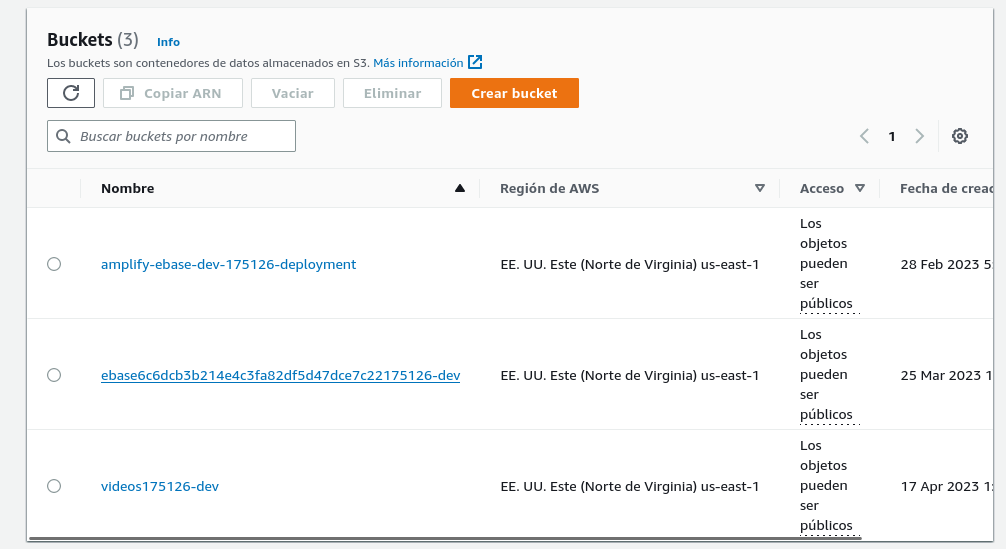 Buckets (3) Info
Los buckets son contenedores de datos almacenados en S3. Más información
Copiar ARN Vaciar Eliminar Crear bucket
Buscar buckets por nombre
1
Nombre Región de AWS Acceso Fecha de creac
amplify-ebase-dev-175126-deployment EE. UU. Este (Norte de Virginia) us-east-1 Los objetos pueden ser públicos 28 Feb 2023 5:
ebase6c6dcb3b214e4c3fa82df5d47dce7c22175126-dev EE. UU. Este (Norte de Virginia) us-east-1 Los objetos pueden ser públicos 25 Mar 2023 1
videos175126-dev EE. UU. Este (Norte de Virginia) us-east-1 Los objetos pueden ser públicos 17 Apr 2023 1: